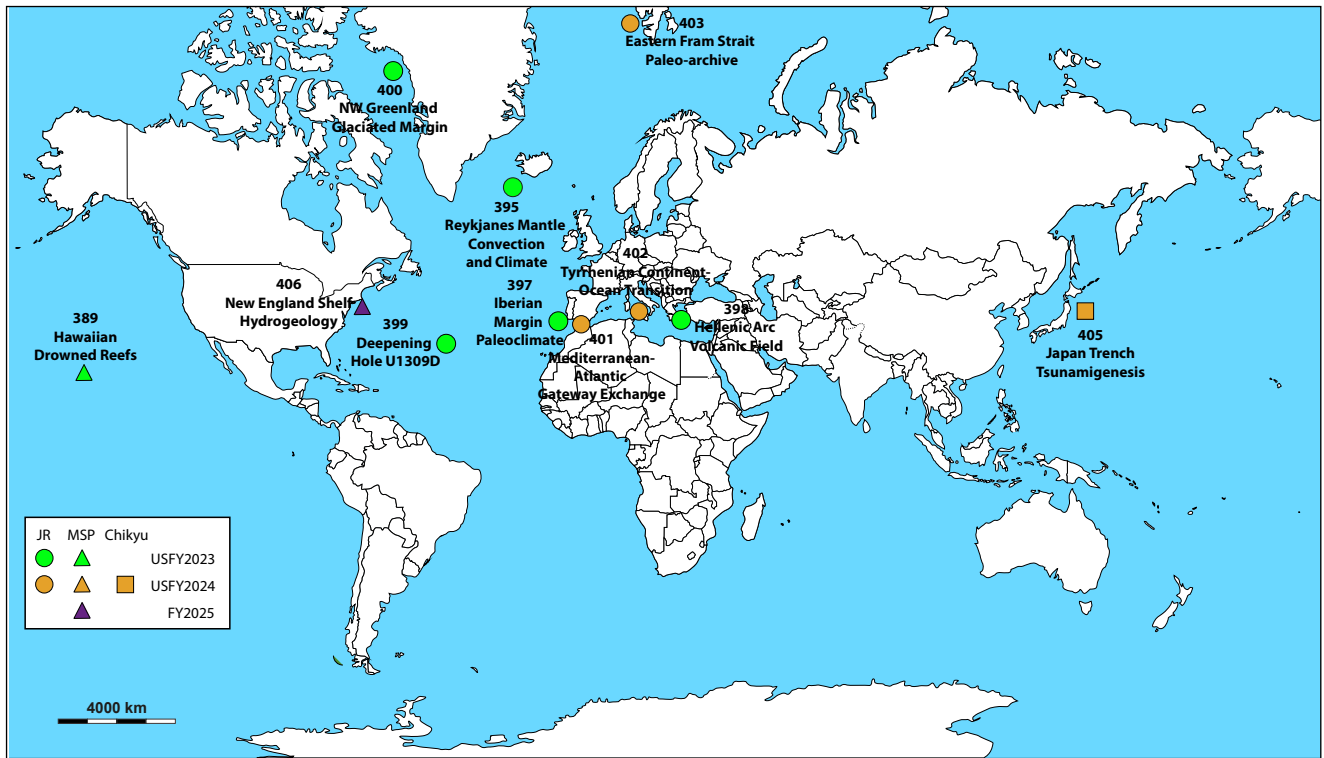 403
Eastern Fram Strait
Paleo-archive
400
NW Greenland
Glaciated Margin
395
Reykjanes Mantle
Convection
and Climate
402
Tyrrhenian Continent-
Ocean Transition
406
New England Shelf
Hydrogeology
397
Iberian
Margin
Paleoclimate
398
Hellenic Arc
Volcanic Field
389
Hawaiian
Drowned Reefs
399
Deepening
Hole U1309D
401
Mediterranean-
Atlantic
Gateway Exchange
405
Japan Trench
Tsunamigenesis
JR MSP Chikyu
USFY2023
USFY2024
FY2025
4000 km